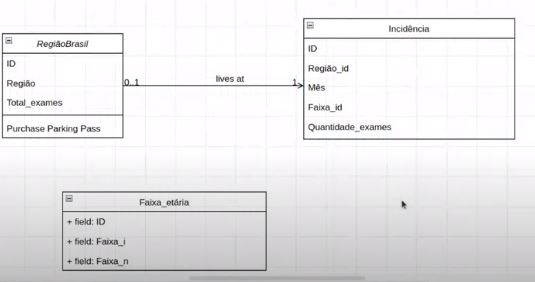 RegiãoBrasil
ID
Região
Total_exames
Purchase Parking Pass
0..1
lives at
1
Incidência
ID
Região_id
Mês
Faixa_id
Quantidade_exames
Faixa_etária
+ field: ID
+ field: Faixa_i
+ field: Faixa_n